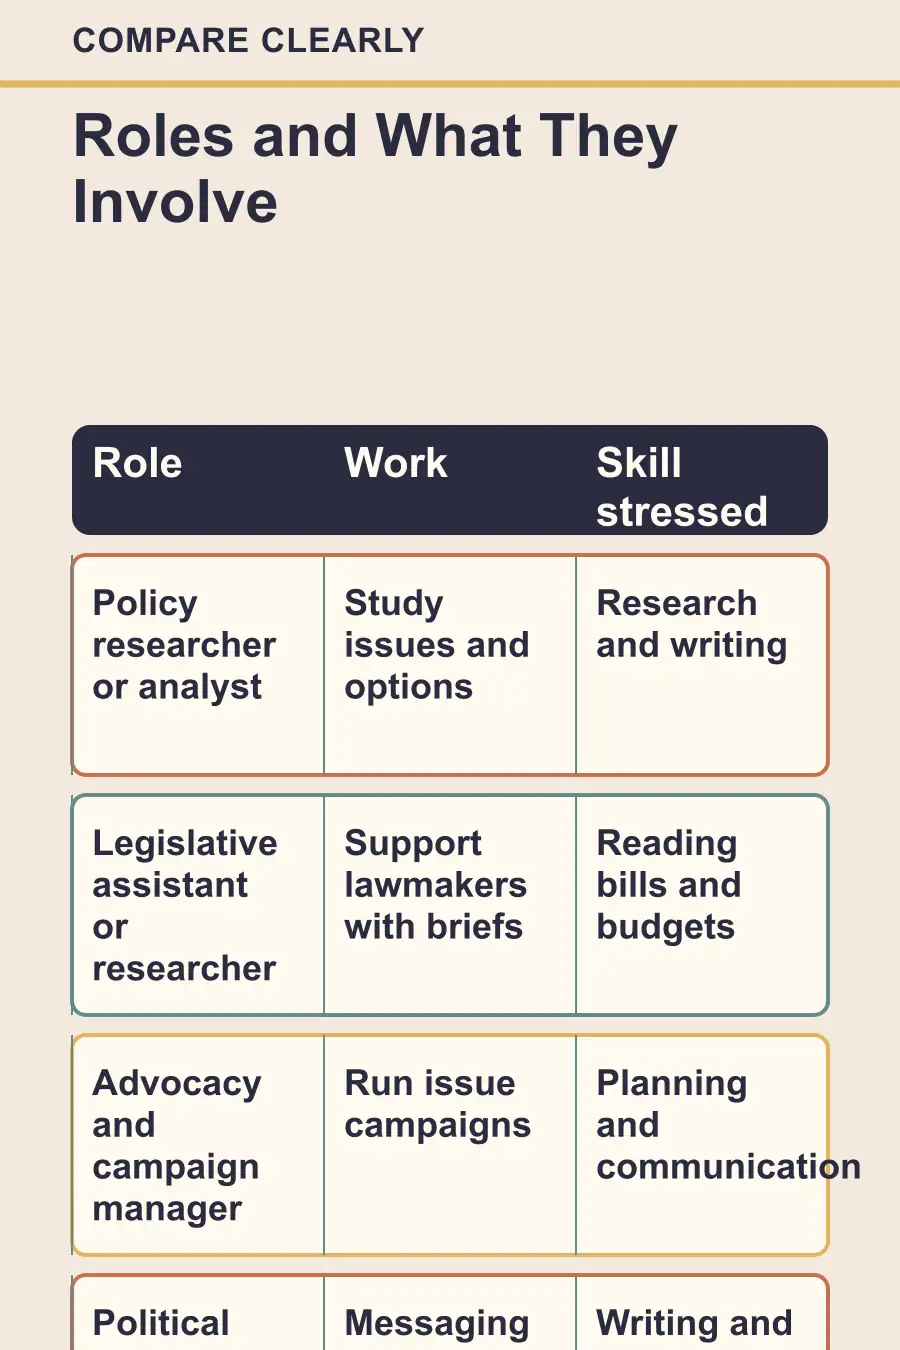 COMPARE CLEARLY
Roles and What They
Involve
Role
Work
Skill
stressed
Policy
researcher
or analyst
Study
issues and
options
Research
and writing
Legislative
assistant
or
researcher
Support
lawmakers
with briefs
Reading
bills and
budgets
Advocacy
and
campaign
manager
Run issue
campaigns
Planning
and
communication
Political
Messaging
Writing and